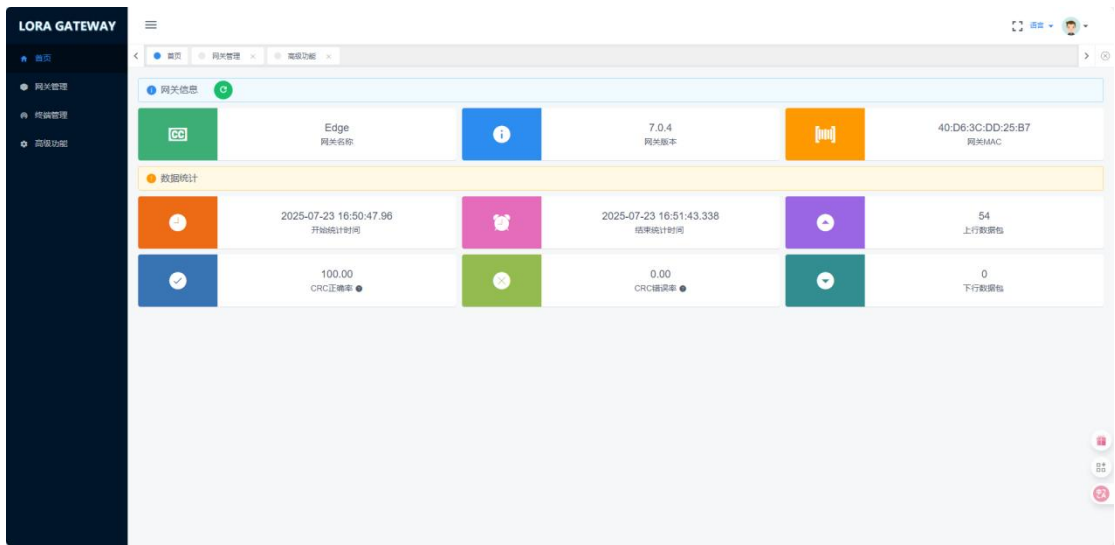 LORA GATEWAY
语言
首页
网关管理
终端管理
高级功能
首页
网关管理
高级功能
网关信息
Edge
网关名称
7.0.4
网关版本
40:D6:3C:DD:25:B7
网关MAC
数据统计
2025-07-23 16:50:47.96
开始统计时间
2025-07-23 16:51:43.338
结束统计时间
54
上行数据包
100.00
CRC正确率
0.00
CRC错误率
0
下行数据包